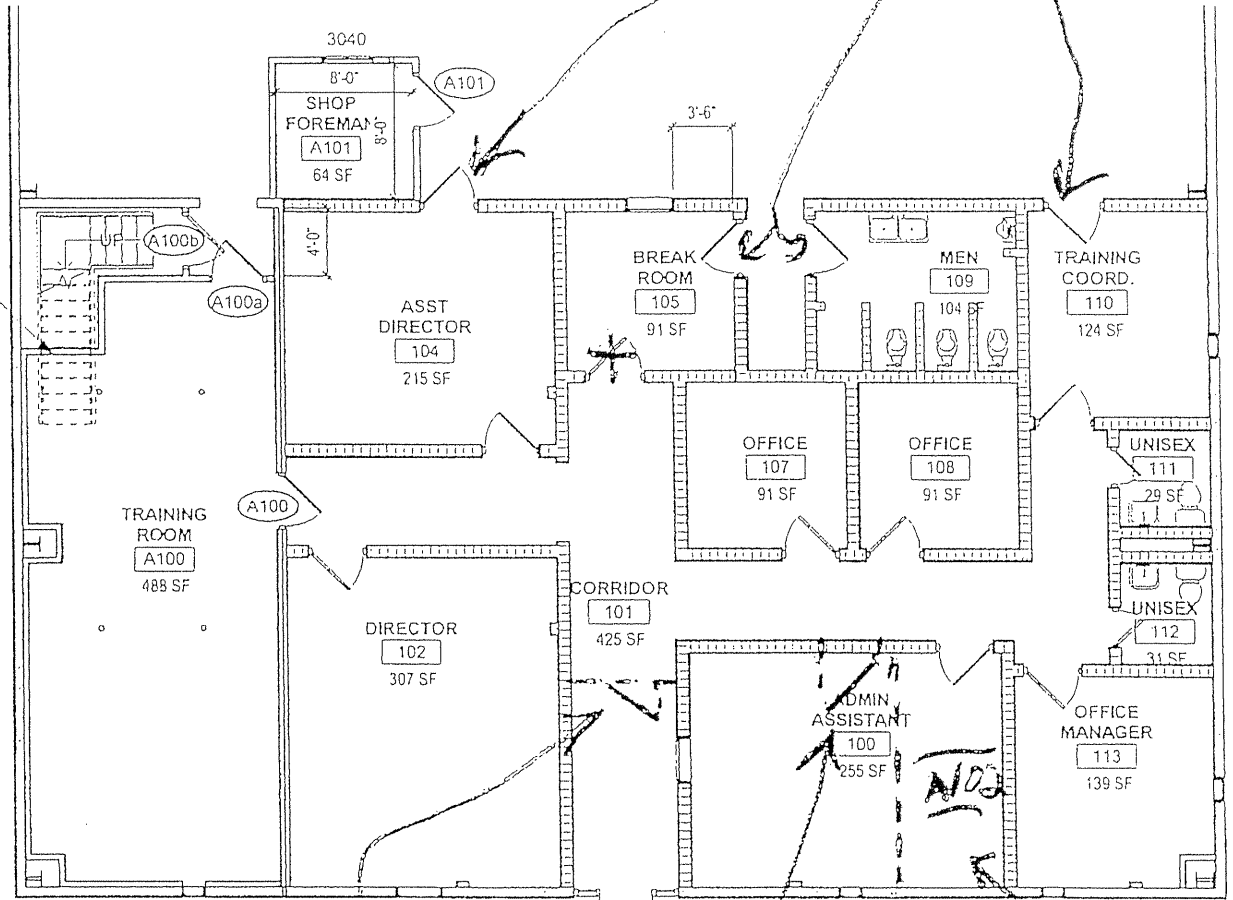 3040
8'-0"
A101
SHOP
FOREMAN
A101
8'-0"
64 SF
3'-6"
UP
A100b
4'-0"
A100a
BREAK
ROOM
105
91 SF
MEN
109
104 SF
TRAINING
COORD.
110
124 SF
ASST
DIRECTOR
104
215 SF
OFFICE
107
91 SF
OFFICE
108
91 SF
UNISEX
111
29 SF
A100
TRAINING
ROOM
A100
488 SF
CORRIDOR
101
425 SF
UNISEX
112
31 SF
DIRECTOR
102
307 SF
ADMIN
ASSISTANT
100
255 SF
OFFICE
MANAGER
113
139 SF